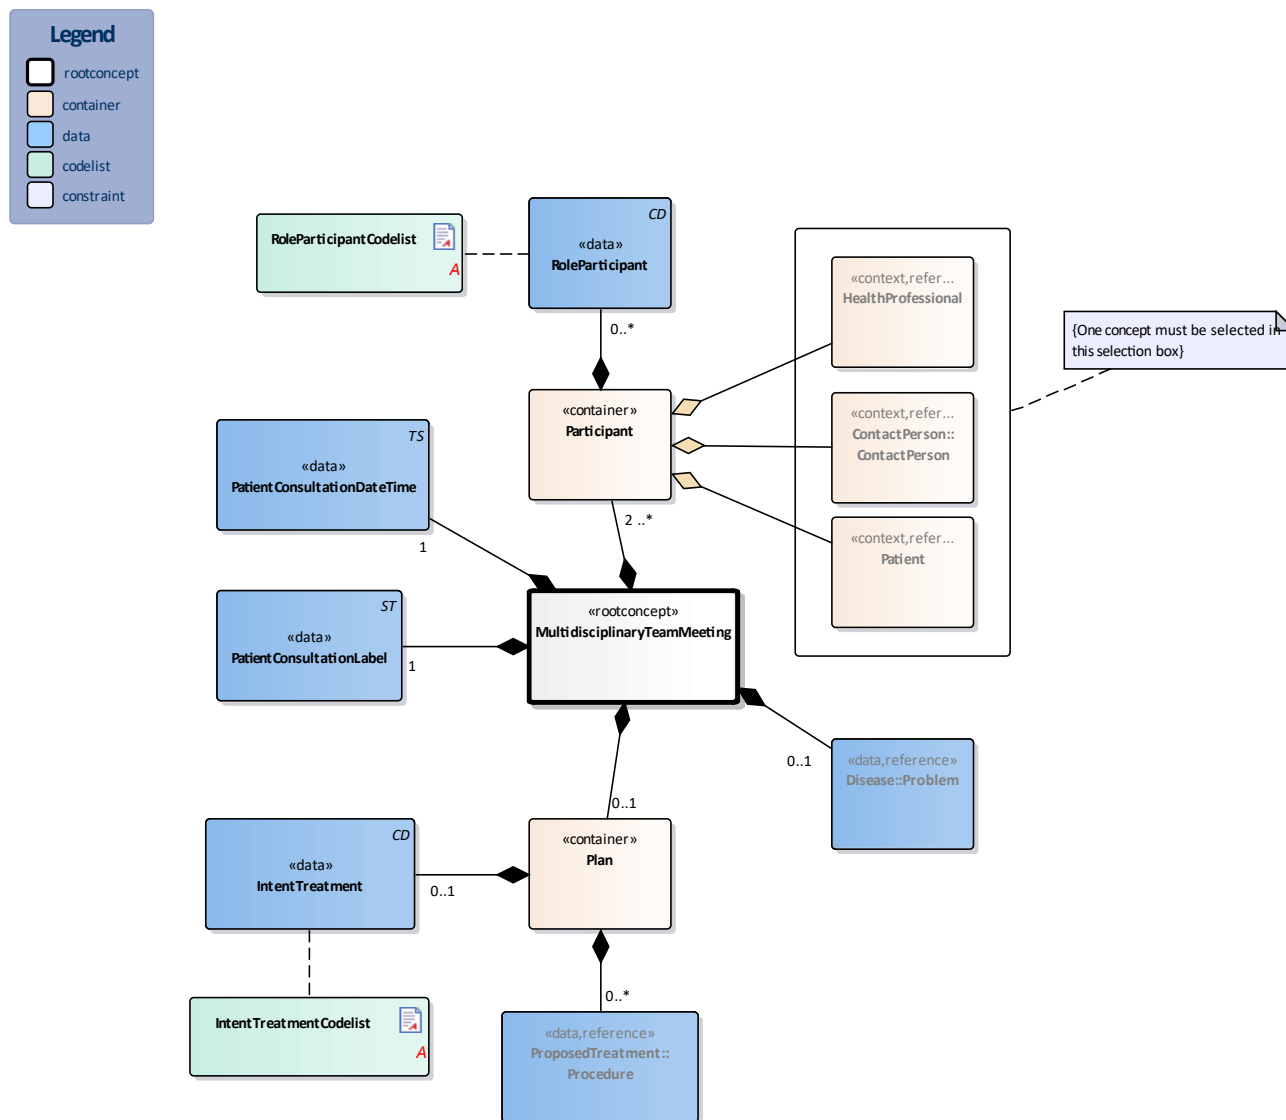 Legend
rootconcept
container
data
codelist
constraint
RoleParticipantCodelist
A
CD
«data»
RoleParticipant
0..*
«context,refer...
HealthProfessional
{One concept must be selected in
this selection box}
«container»
Participant
«context,refer...
ContactPerson::
ContactPerson
TS
«data»
PatientConsultationDateTime
1
2 ..*
«context,refer...
Patient
ST
«data»
PatientConsultationLabel
1
«rootconcept»
MultidisciplinaryTeamMeeting
0..1
«data,reference»
Disease::Problem
0..1
CD
«data»
IntentTreatment
0..1
«container»
Plan
0..*
IntentTreatmentCodelist
A
«data,reference»
ProposedTreatment::
Procedure